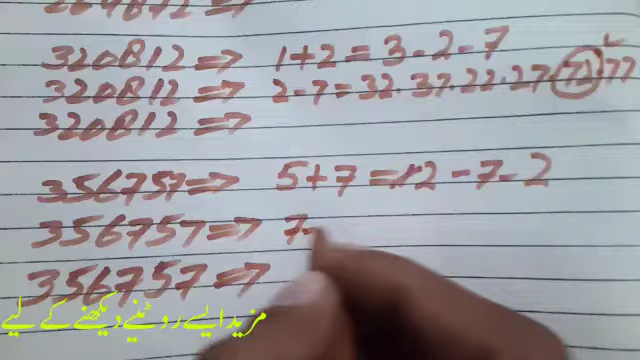 320812 ⇒ 1+2=3-2-7
320812 ⇒ 2-7=32.37.22.27.72.77
320812 ⇒
356757 ⇒ 5+7=12-7-2
356757 ⇒ 7-
356757 ⇒
مزید ایسے روٹینے دیکھنے کے لیے